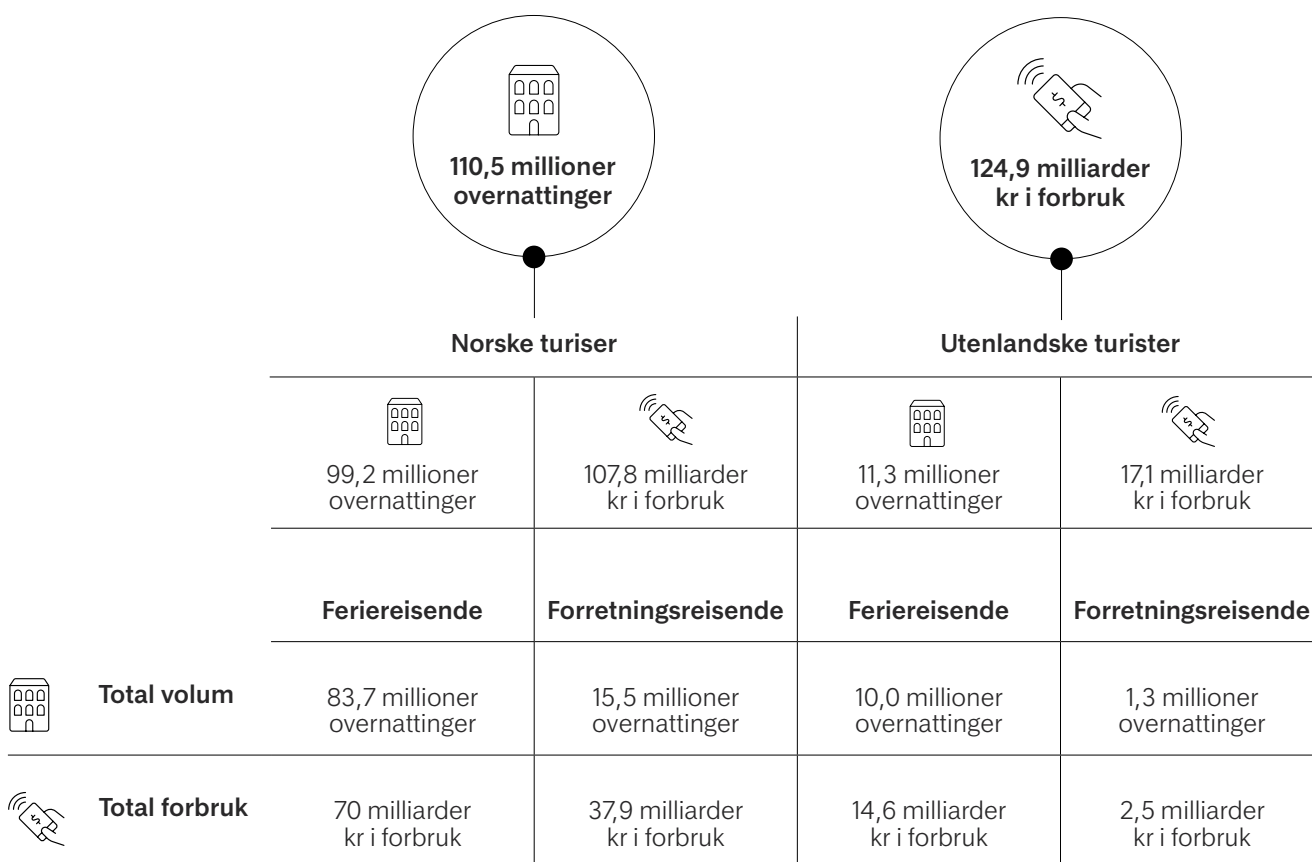 110,5 millioner
overnattinger
124,9 milliarder
kr i forbruk
Norske turiser
Utenlandske turister
99,2 millioner
overnattinger
107,8 milliarder
kr i forbruk
11,3 millioner
overnattinger
17,1 milliarder
kr i forbruk
Feriereisende
Forretningsreisende
Feriereisende
Forretningsreisende
Total volum
83,7 millioner
overnattinger
15,5 millioner
overnattinger
10,0 millioner
overnattinger
1,3 millioner
overnattinger
Total forbruk
70 milliarder
kr i forbruk
37,9 milliarder
kr i forbruk
14,6 milliarder
kr i forbruk
2,5 milliarder
kr i forbruk